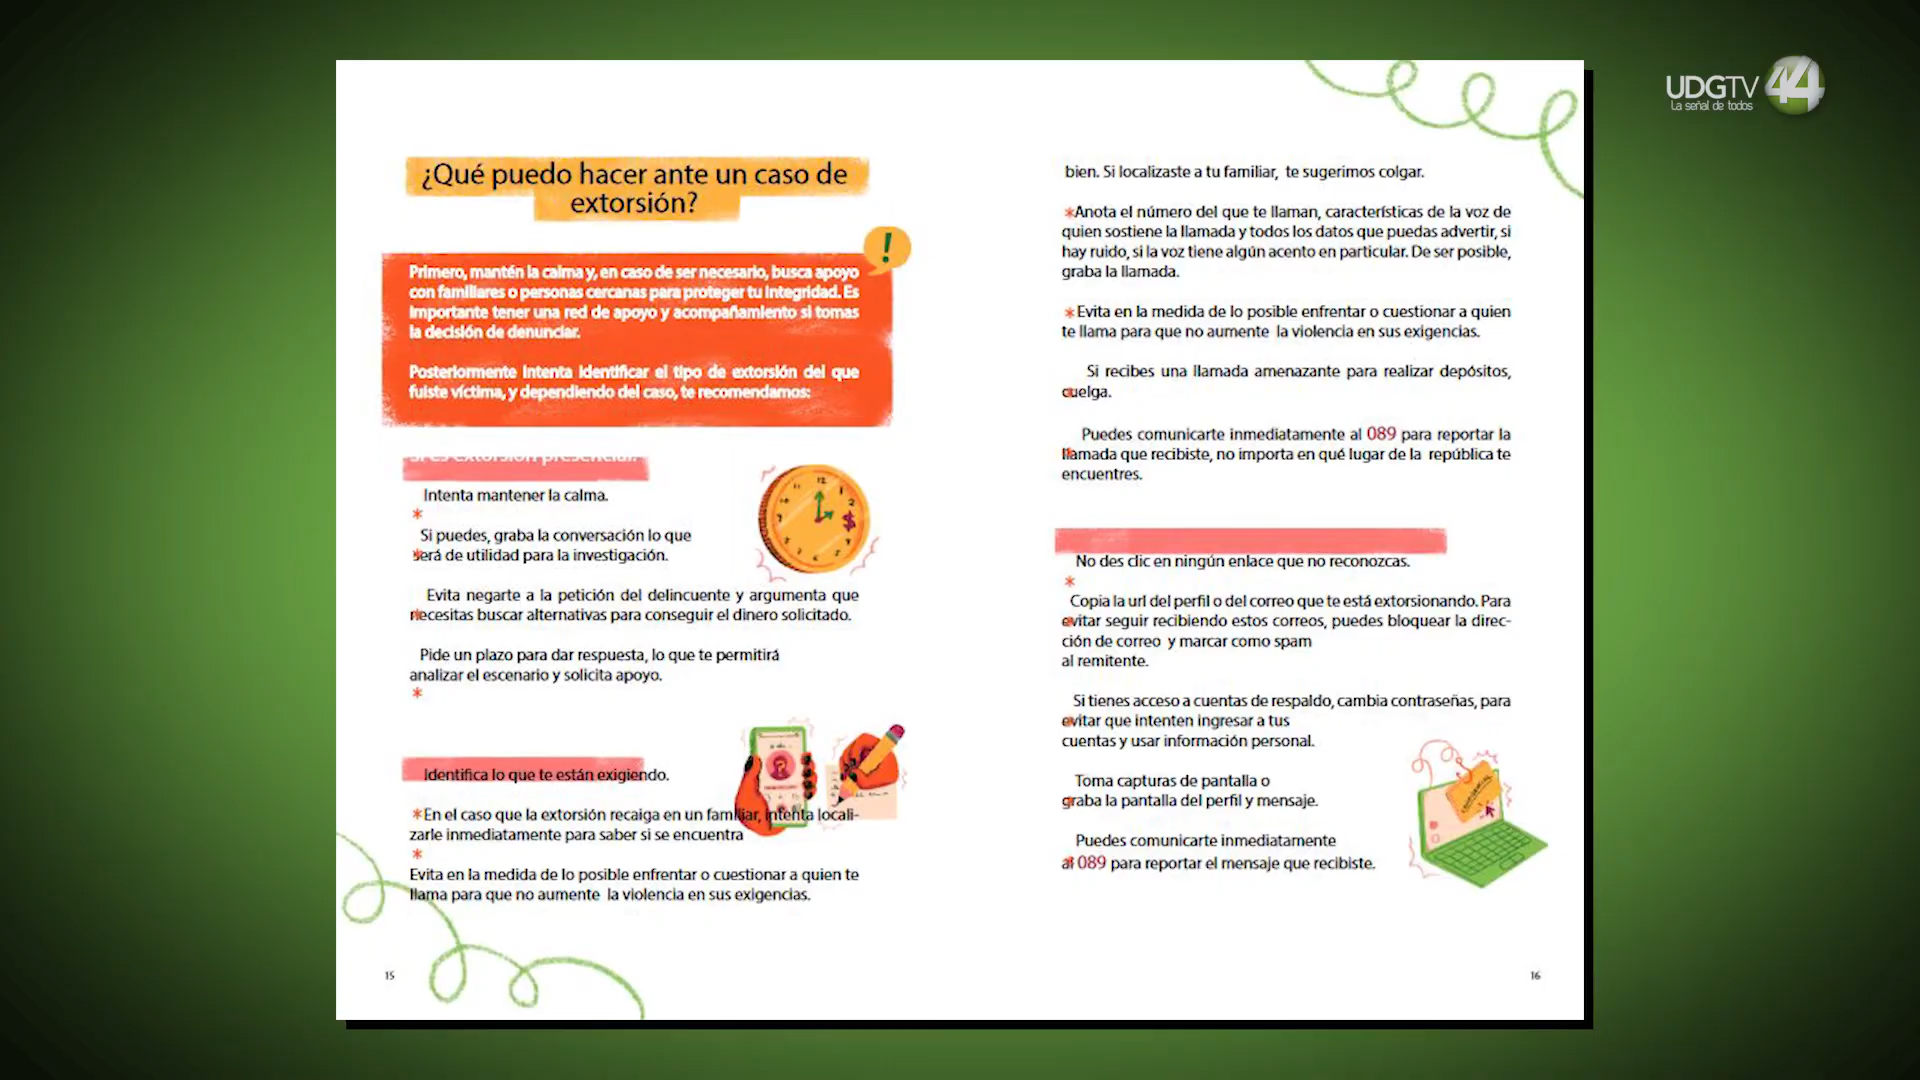 UDGTV 44
La señal de todos
¿Qué puedo hacer ante un caso de
extorsión?
!
Primero, mantén la calma y, en caso de ser necesario, busca apoyo
con familiares o personas cercanas para proteger tu integridad. Es
importante tener una red de apoyo y acompañamiento si tomas
la decisión de denunciar.
Posteriormente intenta identificar el tipo de extorsión del que
fuiste víctima, y dependiendo del caso, te recomendamos:
Si es extorsión presencial:
Intenta mantener la calma.
*
Si puedes, graba la conversación lo que
será de utilidad para la investigación.
Evita negarte a la petición del delincuente y argumenta que
necesitas buscar alternativas para conseguir el dinero solicitado.
Pide un plazo para dar respuesta, lo que te permitirá
analizar el escenario y solicita apoyo.
*
Identifica lo que te están exigiendo.
*En el caso que la extorsión recaiga en un familiar, intenta locali-
zarle inmediatamente para saber si se encuentra
*
Evita en la medida de lo posible enfrentar o cuestionar a quien te
llama para que no aumente la violencia en sus exigencias.
15
bien. Si localizaste a tu familiar, te sugerimos colgar.
*Anota el número del que te llaman, características de la voz de
quien sostiene la llamada y todos los datos que puedas advertir, si
hay ruido, si la voz tiene algún acento en particular. De ser posible,
graba la llamada.
*Evita en la medida de lo posible enfrentar o cuestionar a quien
te llama para que no aumente la violencia en sus exigencias.
Si recibes una llamada amenazante para realizar depósitos,
cuelga.
Puedes comunicarte inmediatamente al 089 para reportar la
llamada que recibiste, no importa en qué lugar de la república te
encuentres.
No des clic en ningún enlace que no reconozcas.
*
Copia la url del perfil o del correo que te está extorsionando. Para
evitar seguir recibiendo estos correos, puedes bloquear la direc-
ción de correo y marcar como spam
al remitente.
Si tienes acceso a cuentas de respaldo, cambia contraseñas, para
evitar que intenten ingresar a tus
cuentas y usar información personal.
Toma capturas de pantalla o
graba la pantalla del perfil y mensaje.
Puedes comunicarte inmediatamente
al 089 para reportar el mensaje que recibiste.
16